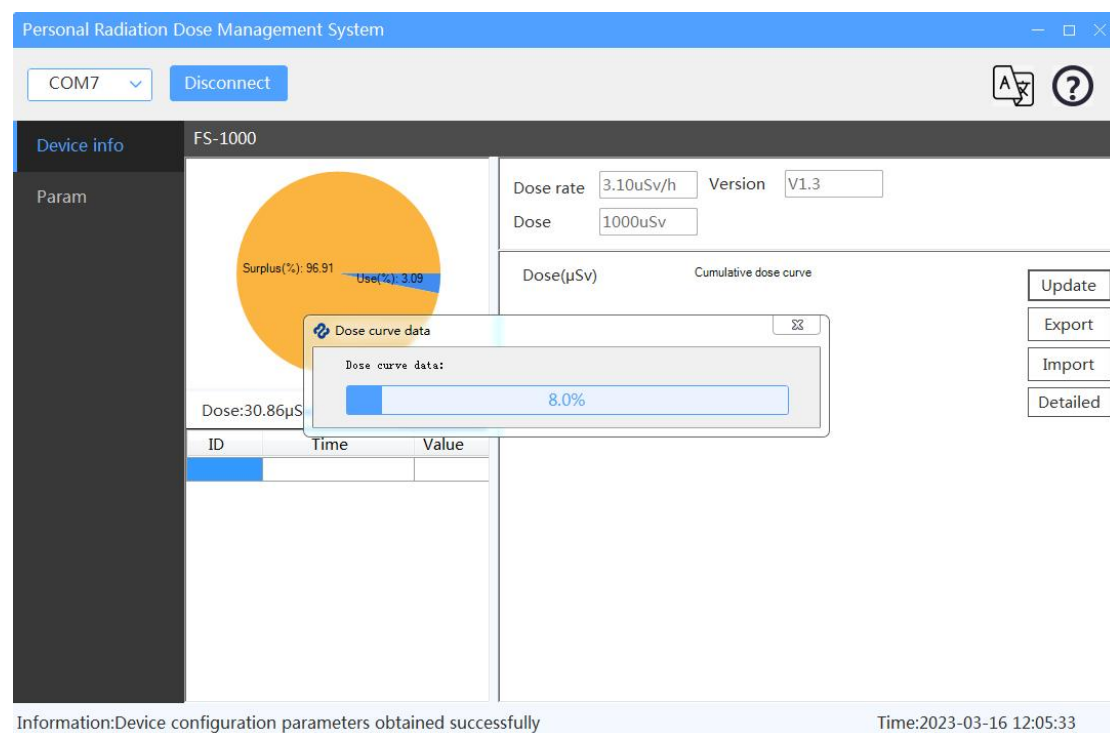 Personal Radiation Dose Management System
COM7
Disconnect
Device info
Param
FS-1000
Surplus(%): 96.91
Use(%): 3.09
Dose rate 3.10uSv/h Version V1.3
Dose 1000uSv
Dose(μSv)
Cumulative dose curve
Update
Export
Import
Detailed
Dose curve data
Dose curve data:
8.0%
Dose:30.86μS
ID Time Value
Information:Device configuration parameters obtained successfully
Time:2023-03-16 12:05:33